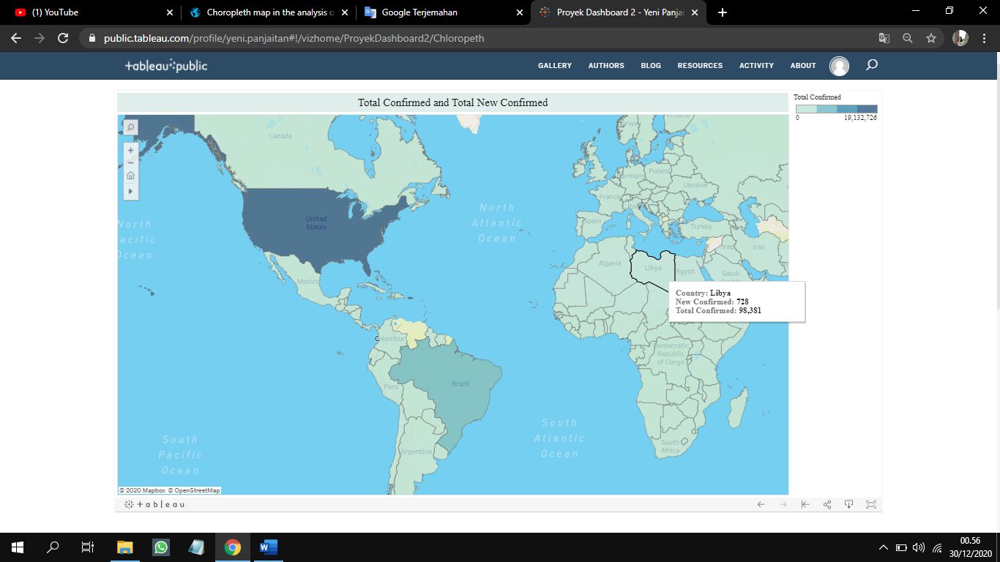 (1) YouTube
Choropleth map in the analysis o
Google Terjemahan
Proyek Dashboard 2 - Yeni Panjai
public.tableau.com/profile/yeni.panjaitan#!/vizhome/ProyekDashboard2/Chloropeth
+ableau public
GALLERY AUTHORS BLOG RESOURCES ACTIVITY ABOUT
Total Confirmed and Total New Confirmed
Total Confirmed
0 19,132,726
Canada
Finland
Norway
Poland
Germany
Ukraine
France
Italy
Spain
Turkey
United
States
North
Atlantic
Ocean
North
Pacific
Ocean
Iraq
Iran
Algeria
Libya
Egypt
Saudi
Mexico
Country: Libya
New Confirmed: 728
Total Confirmed: 98,381
Colombia
Democratic
Republic
of Congo
Peru
Brazil
South
Atlantic
Ocean
South
Pacific
Ocean
South
Africa
Argentina
© 2020 Mapbox © OpenStreetMap
+ a b l e a u
00.56
30/12/2020